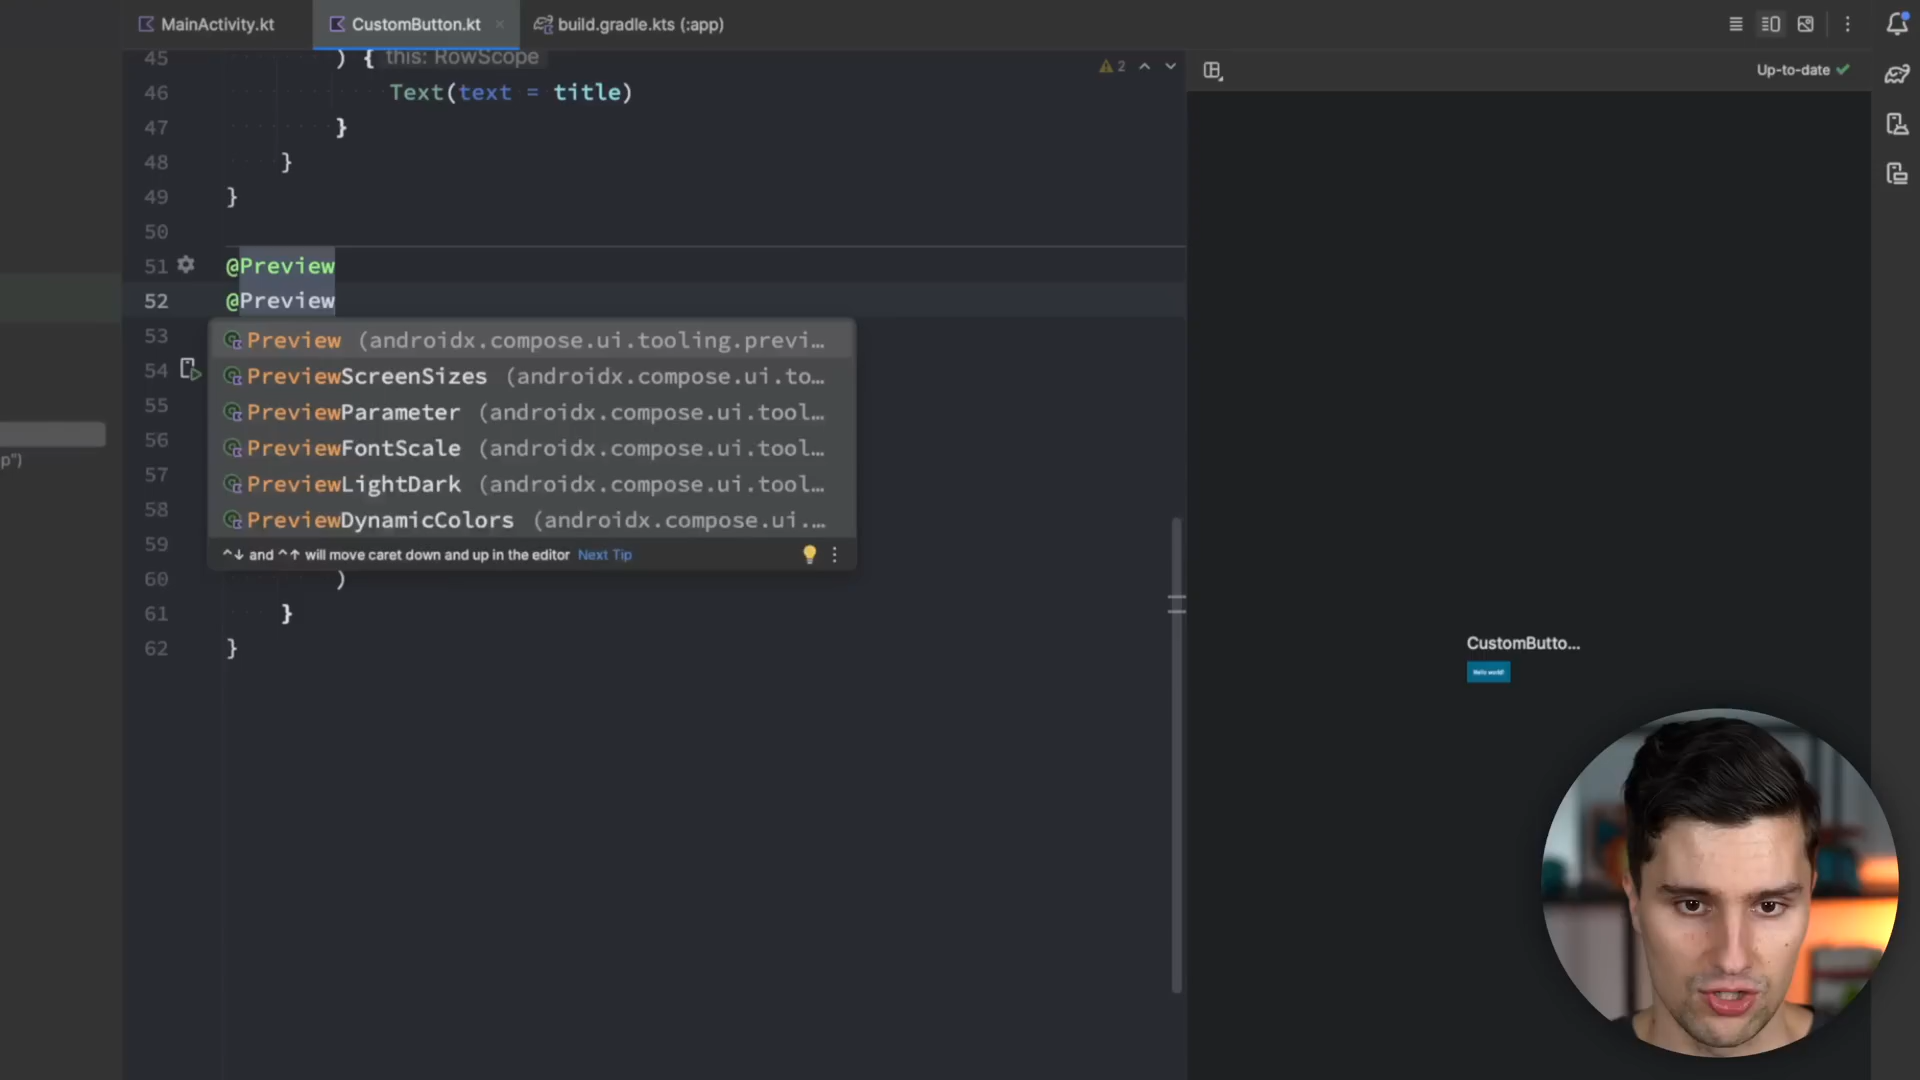 MainActivity.kt
CustomButton.kt
build.gradle.kts (:app)
45 ) { this: RowScope
2
Up-to-date
46 Text(text = title)
47 }
48 }
49 }
50
51 @Preview
52 @Preview
53
Preview (androidx.compose.ui.tooling.previ...
54
PreviewScreenSizes (androidx.compose.ui.to...
55
PreviewParameter (androidx.compose.ui.tool...
56
PreviewFontScale (androidx.compose.ui.tool...
p")
57
PreviewLightDark (androidx.compose.ui.tool...
58
PreviewDynamicColors (androidx.compose.ui....
59
^↓ and ^↑ will move caret down and up in the editor Next Tip
60 )
61 }
62 }
CustomButto...
Hello world!